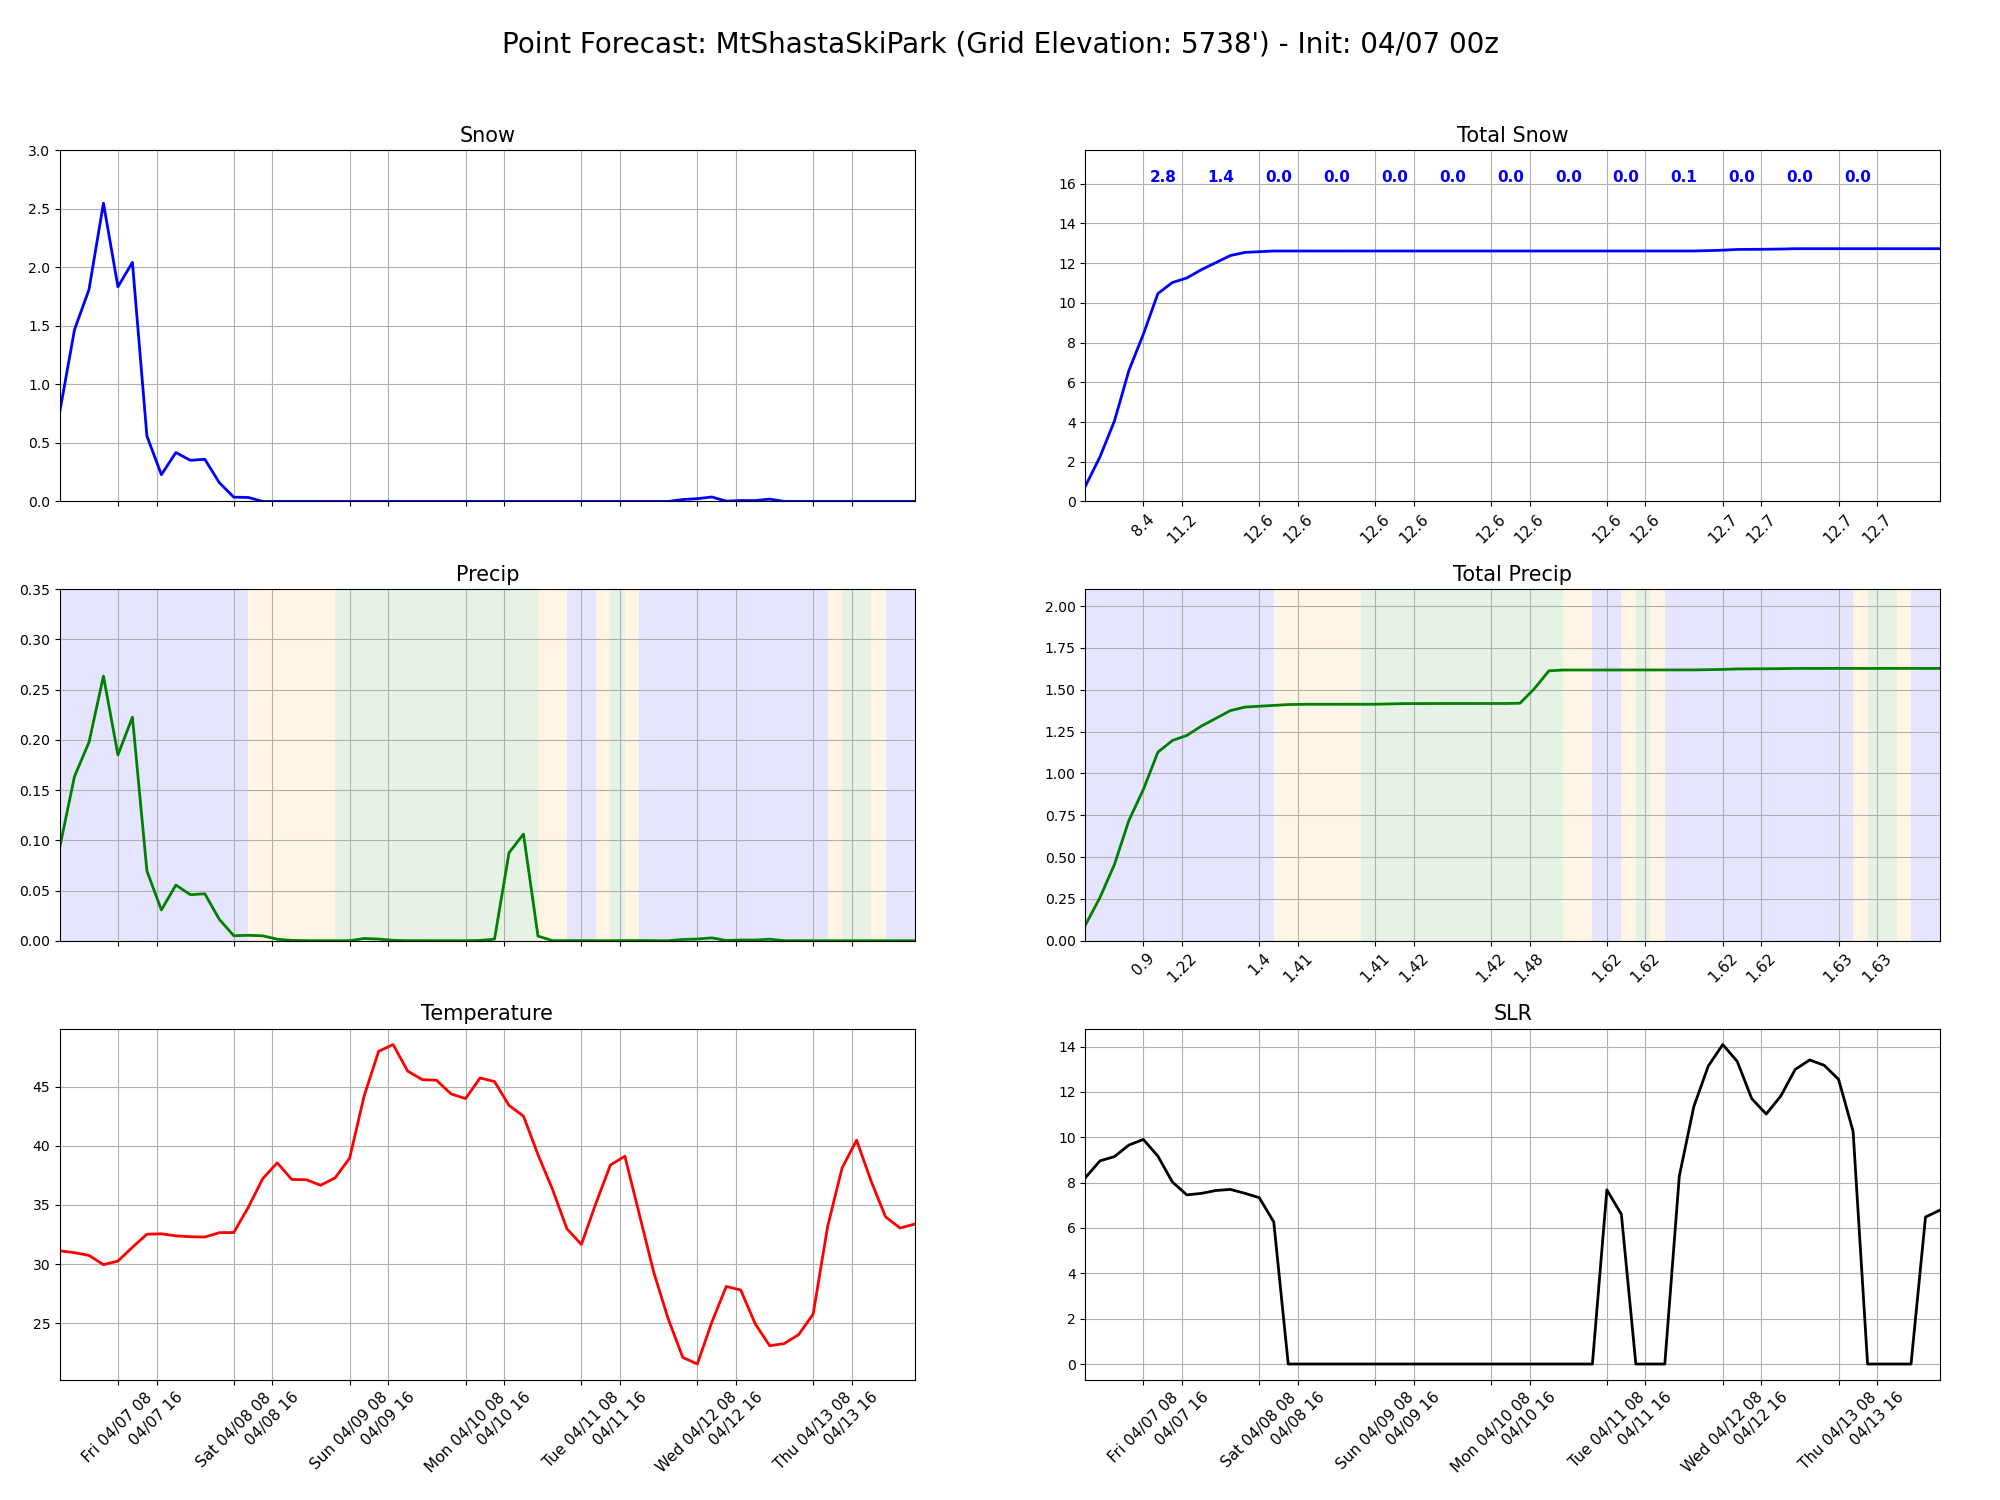 Point Forecast: MtShastaSkiPark (Grid Elevation: 5738') - Init: 04/07 00z
Snow
3.0
2.5
2.0
1.5
1.0
0.5
0.0
Total Snow
2.8 1.4 0.0 0.0 0.0 0.0 0.0 0.0 0.0 0.1 0.0 0.0 0.0
16
14
12
10
8
6
4
2
0
8.4 11.2 12.6 12.6 12.6 12.6 12.6 12.6 12.6 12.6 12.7 12.7 12.7 12.7
Precip
0.35
0.30
0.25
0.20
0.15
0.10
0.05
0.00
Total Precip
2.00
1.75
1.50
1.25
1.00
0.75
0.50
0.25
0.00
0.9 1.22 1.4 1.41 1.41 1.42 1.42 1.48 1.62 1.62 1.62 1.62 1.63 1.63
Temperature
45
40
35
30
25
Fri 04/07 08
04/07 16
Sat 04/08 08
04/08 16
Sun 04/09 08
04/09 16
Mon 04/10 08
04/10 16
Tue 04/11 08
04/11 16
Wed 04/12 08
04/12 16
Thu 04/13 08
04/13 16
SLR
14
12
10
8
6
4
2
0
Fri 04/07 08
04/07 16
Sat 04/08 08
04/08 16
Sun 04/09 08
04/09 16
Mon 04/10 08
04/10 16
Tue 04/11 08
04/11 16
Wed 04/12 08
04/12 16
Thu 04/13 08
04/13 16